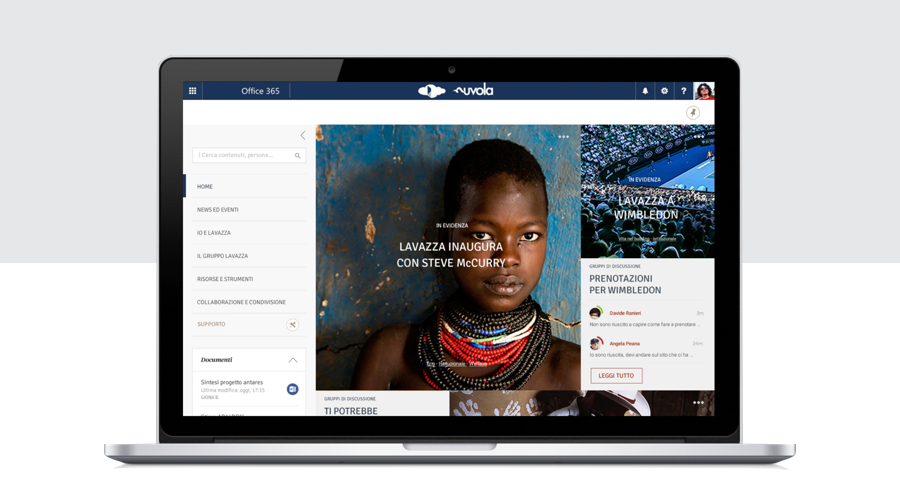 Office 365
nuvola
?
Cerca contenuti, persone...
HOME
NEWS ED EVENTI
IO E LAVAZZA
IL GRUPPO LAVAZZA
RISORSE E STRUMENTI
COLLABORAZIONE E CONDIVISIONE
SUPPORTO
Documenti
Sintesi progetto antares
Ultima modifica: oggi, 17:15
GIONA R.
IN EVIDENZA
LAVAZZA INAUGURA
CON STEVE McCURRY
IN EVIDENZA
LAVAZZA A
WIMBLEDON
GRUPPI DI DISCUSSIONE
PRENOTAZIONI
PER WIMBLEDON
Davide Ranieri
2m
Non sono riuscito a capire come fare a prenotare ...
Angela Peana
24m
Io sono riuscita, devi andare sul sito che ci ha ...
LEGGI TUTTO
GRUPPI DI DISCUSSIONE
TI POTREBBE